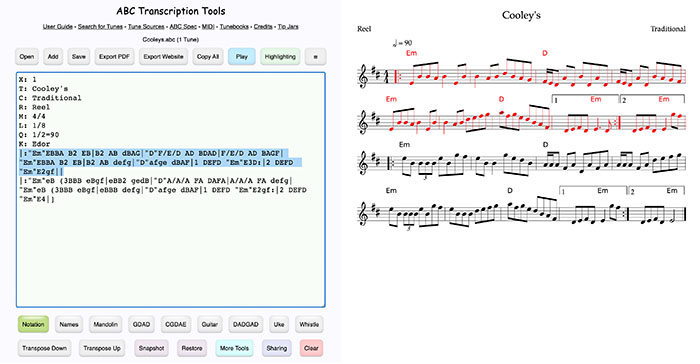 ABC Transcription Tools
User Guide - Search for Tunes - Tune Sources - ABC Spec - MIDI - Tunebooks - Credits - Tip Jars
Cooleys.abc (1 Tune)
Open Add Save Export PDF Export Website Copy All Play Highlighting ≡
X: 1
T: Cooley's
C: Traditional
R: Reel
M: 4/4
L: 1/8
Q: 1/2=90
K: Edor
|:"Em"EBBA B2 EB|B2 AB dBAG|"D"F/E/D AD BDAD|F/E/D AD BAGF|
"Em"EBBA B2 EB|B2 AB defg|"D"afge dBAF|1 DEFD "Em"E3D:|2 DEFD
"Em"E2gf||
|:"Em"eB (3BBB eBgf|eBB2 gedB|"D"A/A/A FA DAFA|A/A/A FA defg|
"Em"eB (3BBB eBgf|eBBB defg|"D"afge dBAF|1 DEFD "Em"E2gf:|2 DEFD
"Em"E4|]
Notation Names Mandolin GDAD CGDAE Guitar DADGAD Uke Whistle
Transpose Down Transpose Up Snapshot Restore More Tools Sharing Clear
Cooley's
Reel Traditional
= 90
Em D
Em D 1 Em 2 Em
Em D
3
Em D 1 Em 2 Em
3